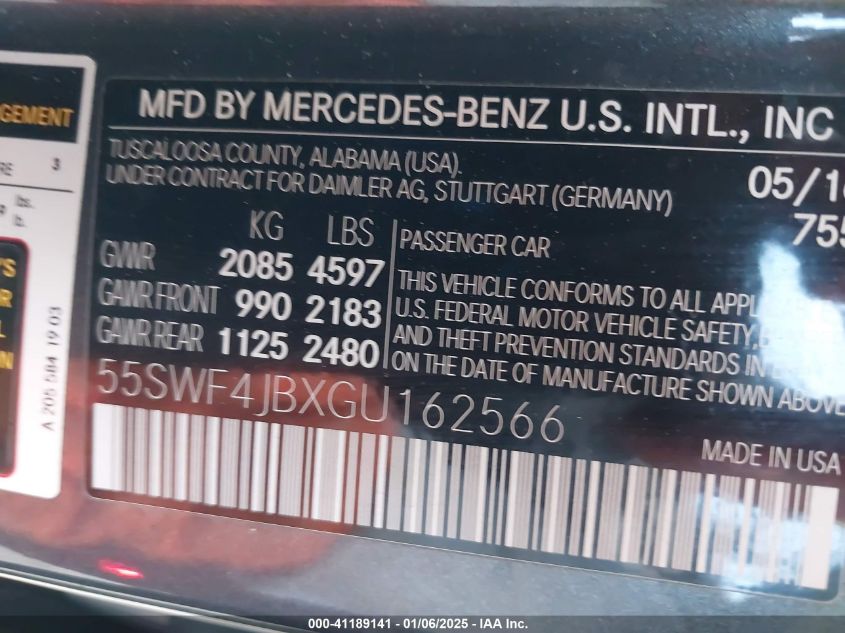 GEMENT
3
lbs.
lb.
A 205 584 19 03
MFD BY MERCEDES-BENZ U.S. INTL., INC
TUSCALOOSA COUNTY, ALABAMA (USA).
UNDER CONTRACT FOR DAIMLER AG, STUTTGART (GERMANY)
05/16
755
KG LBS
GVWR 2085 4597
GAWR FRONT 990 2183
GAWR REAR 1125 2480
PASSENGER CAR
THIS VEHICLE CONFORMS TO ALL APPL
U.S. FEDERAL MOTOR VEHICLE SAFETY,
AND THEFT PREVENTION STANDARDS IN
ON THE DATE OF MANUFACTURE SHOWN ABOVE
55SWF4JBXGU162566
MADE IN USA
000-41189141 - 01/06/2025 - IAA Inc.